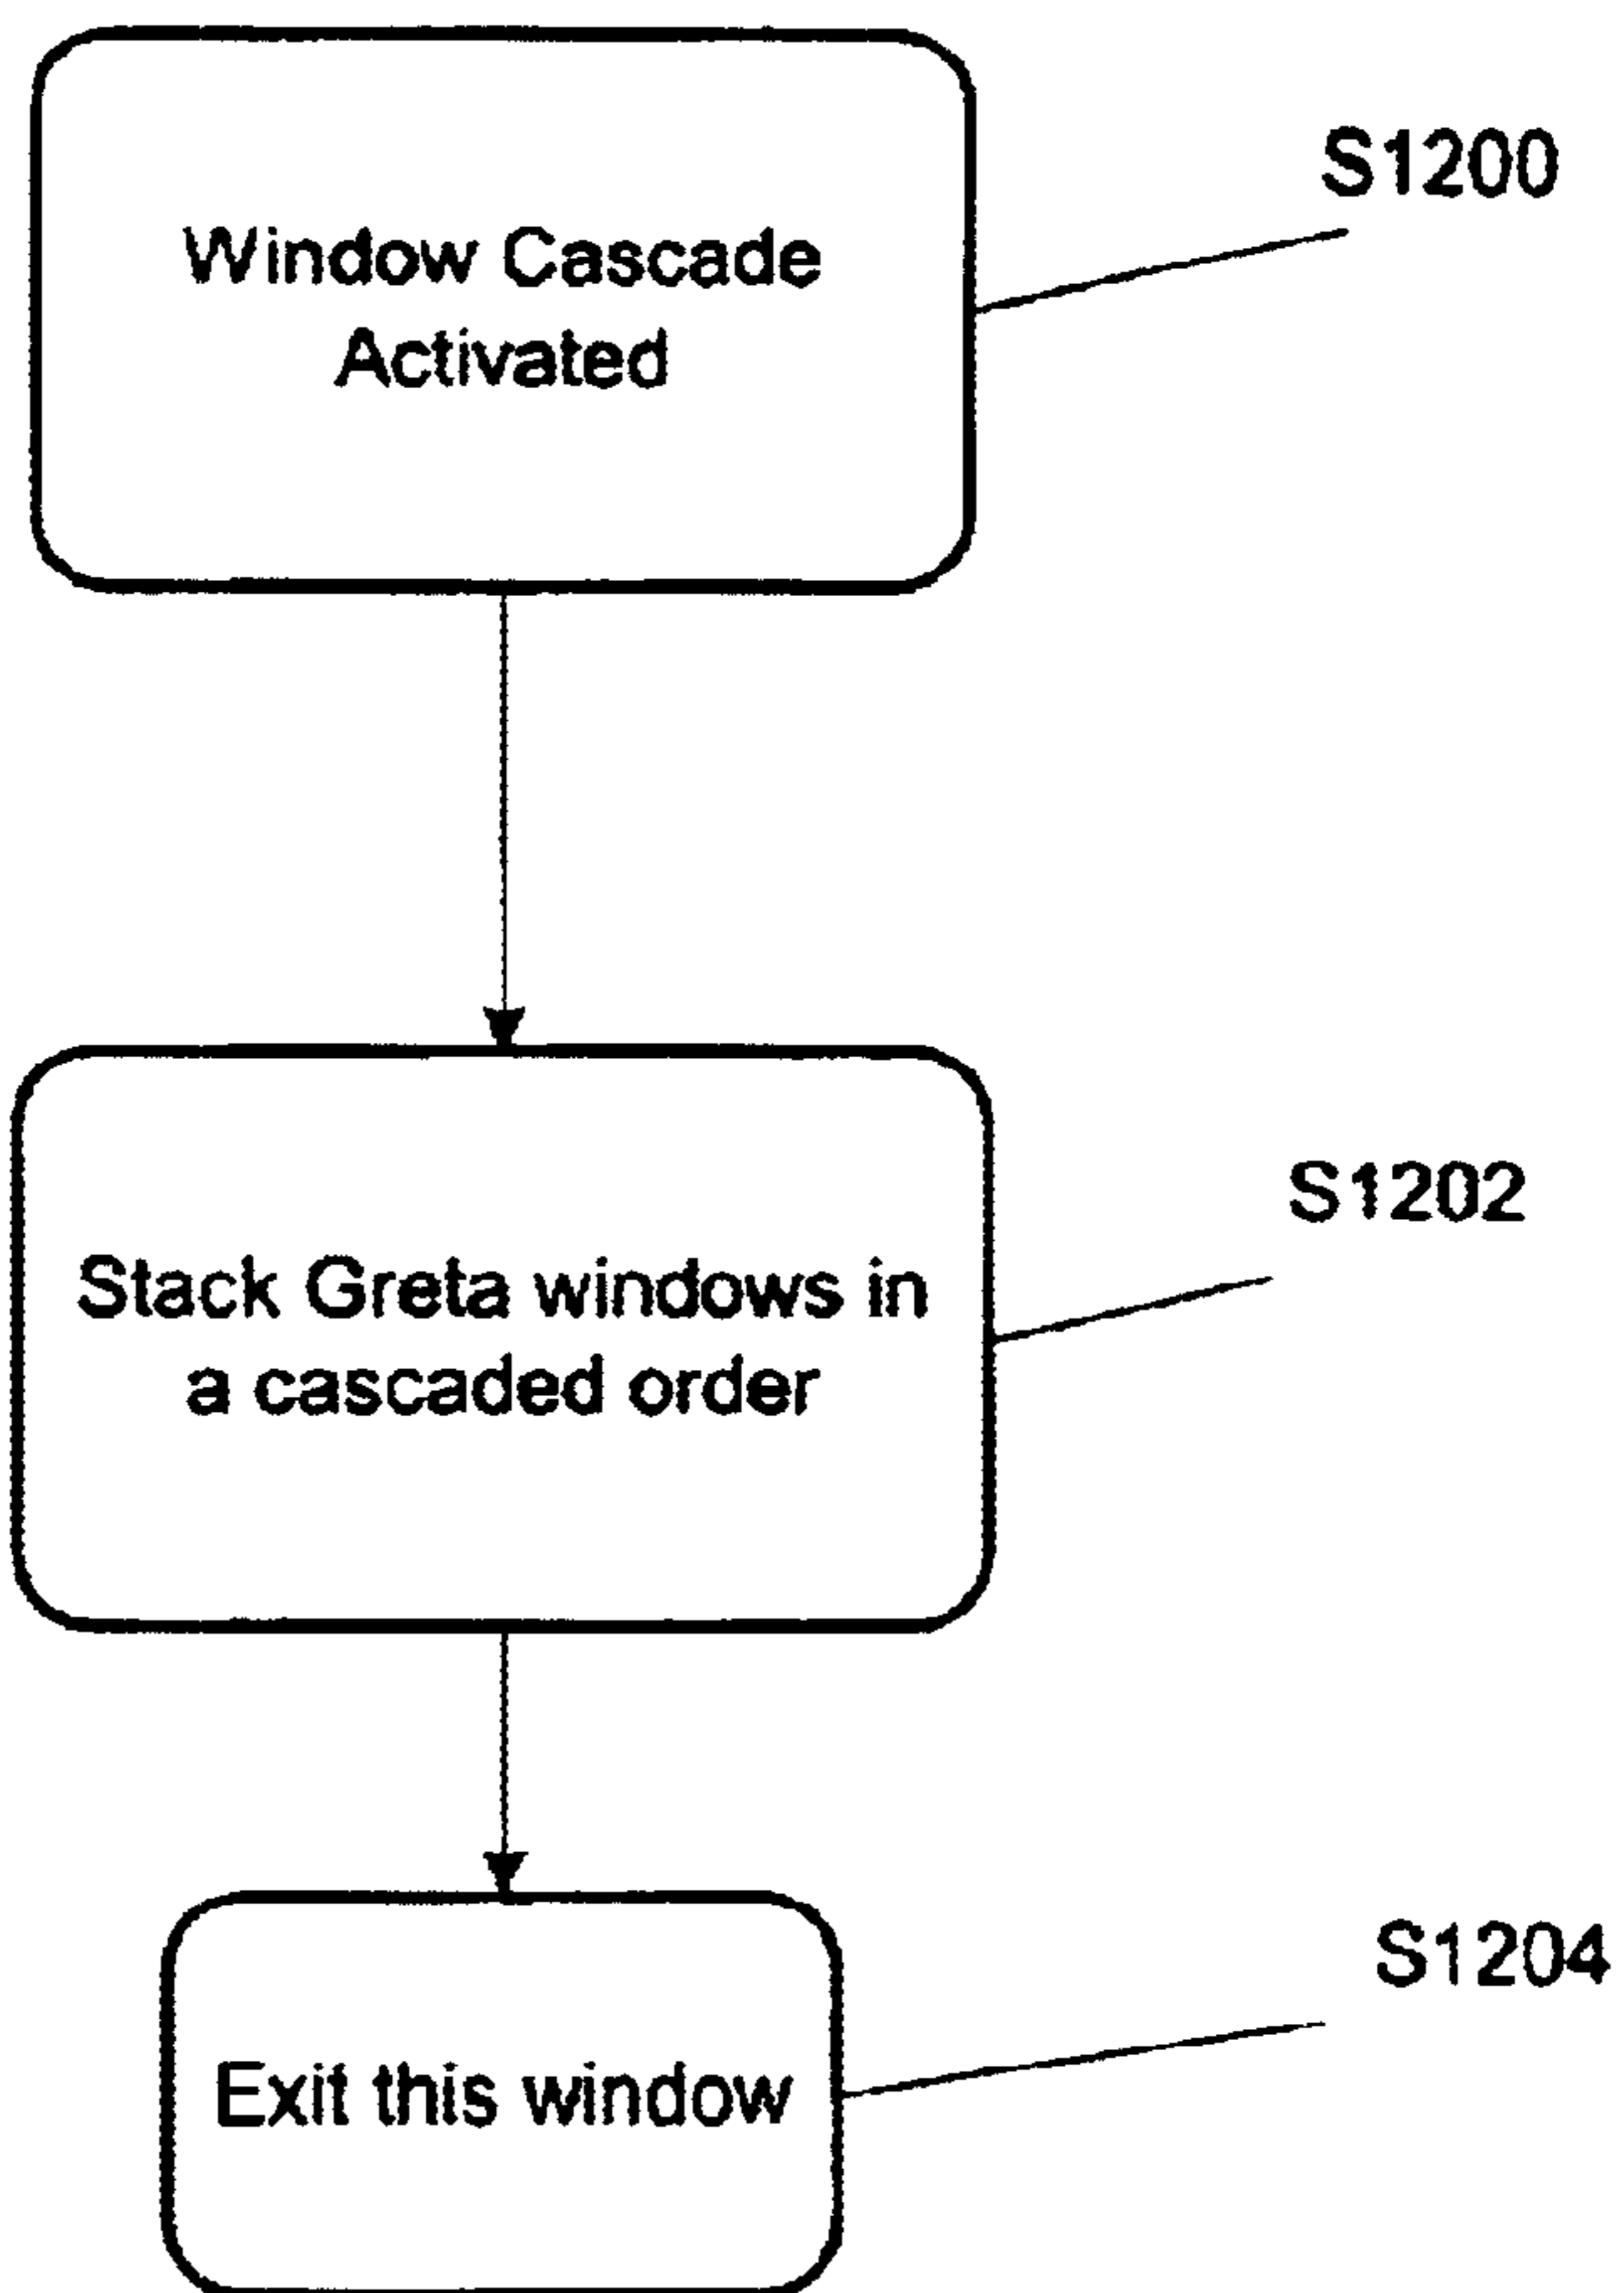 S1200
Window Cascade
Activated
S1202
Stack Greta windows in
a cascaded order
S1204
Exit this window